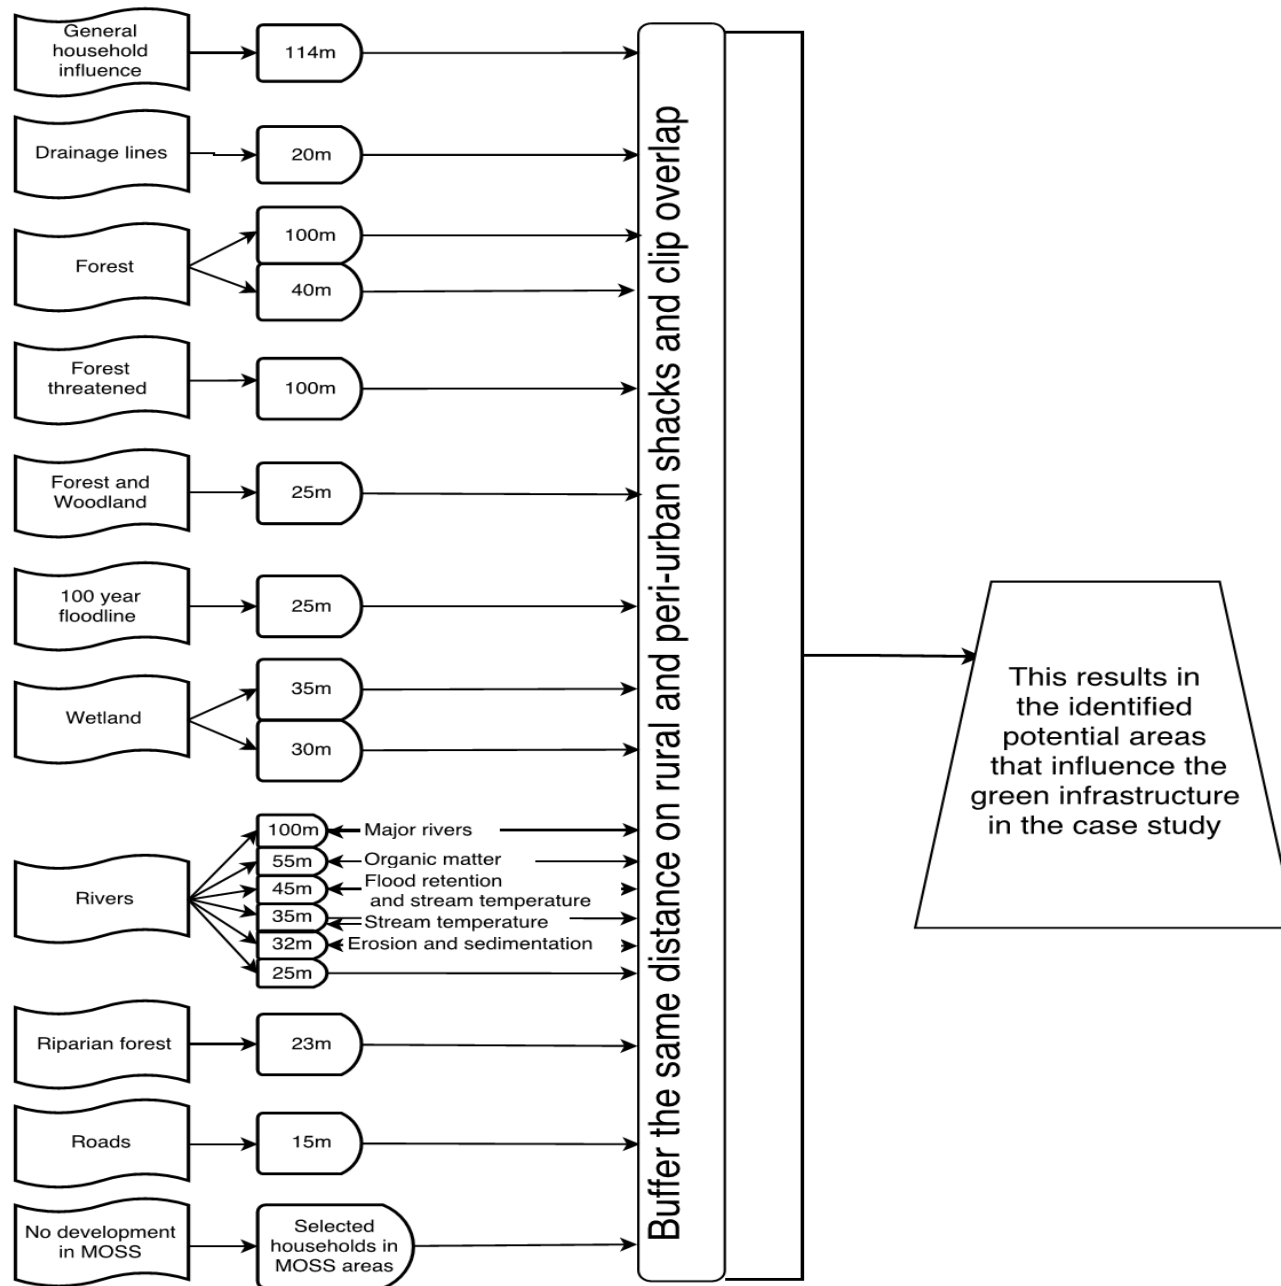 General
household
influence
114m
Drainage lines
20m
Forest
100m
40m
Forest
threatened
100m
Forest and
Woodland
25m
100 year
floodline
25m
Wetland
35m
30m
Rivers
100m
Major rivers
55m
Organic matter
45m
Flood retention
and stream temperature
35m
Stream temperature
32m
Erosion and sedimentation
25m
Riparian forest
23m
Roads
15m
No development
in MOSS
Selected
households in
MOSS areas
Buffer the same distance on rural and peri-urban shacks and clip overlap
This results in
the identified
potential areas
that influence the
green infrastructure
in the case study